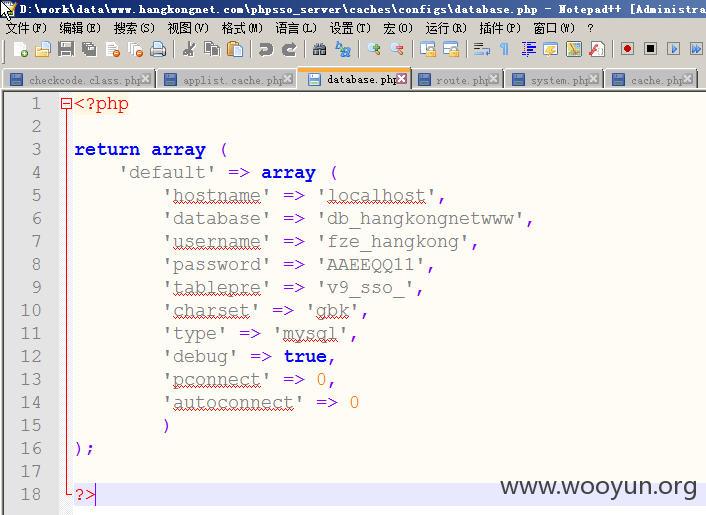 D:\work\data\www.hangkongnet.com\phpsso_server\caches\configs\database.php - Notepad++ [Administra
文件(F) 编辑(E) 搜索(S) 视图(V) 格式(M) 语言(L) 设置(T) 宏(O) 运行(R) 插件(P) 窗口(W) ?
checkcode.class.php applist.cache.php database.php route.php system.php cache.php
1 <?php
2
3 return array (
4 'default' => array (
5 'hostname' => 'localhost',
6 'database' => 'db_hangkongnetwww',
7 'username' => 'fze_hangkong',
8 'password' => 'AAEEQQ11',
9 'tablepre' => 'v9_sso_',
10 'charset' => 'gbk',
11 'type' => 'mysql',
12 'debug' => true,
13 'pconnect' => 0,
14 'autoconnect' => 0
15 )
16 );
17
18 ?>
www.wooyun.org